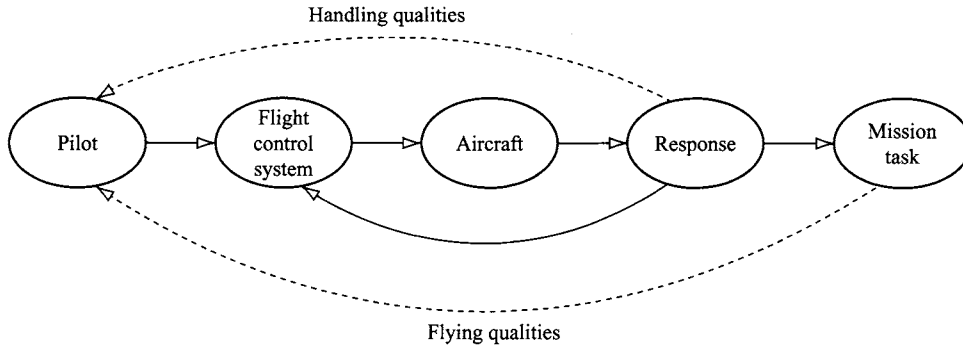 Handling qualities
Pilot
Flight
control
system
Aircraft
Response
Mission
task
Flying qualities